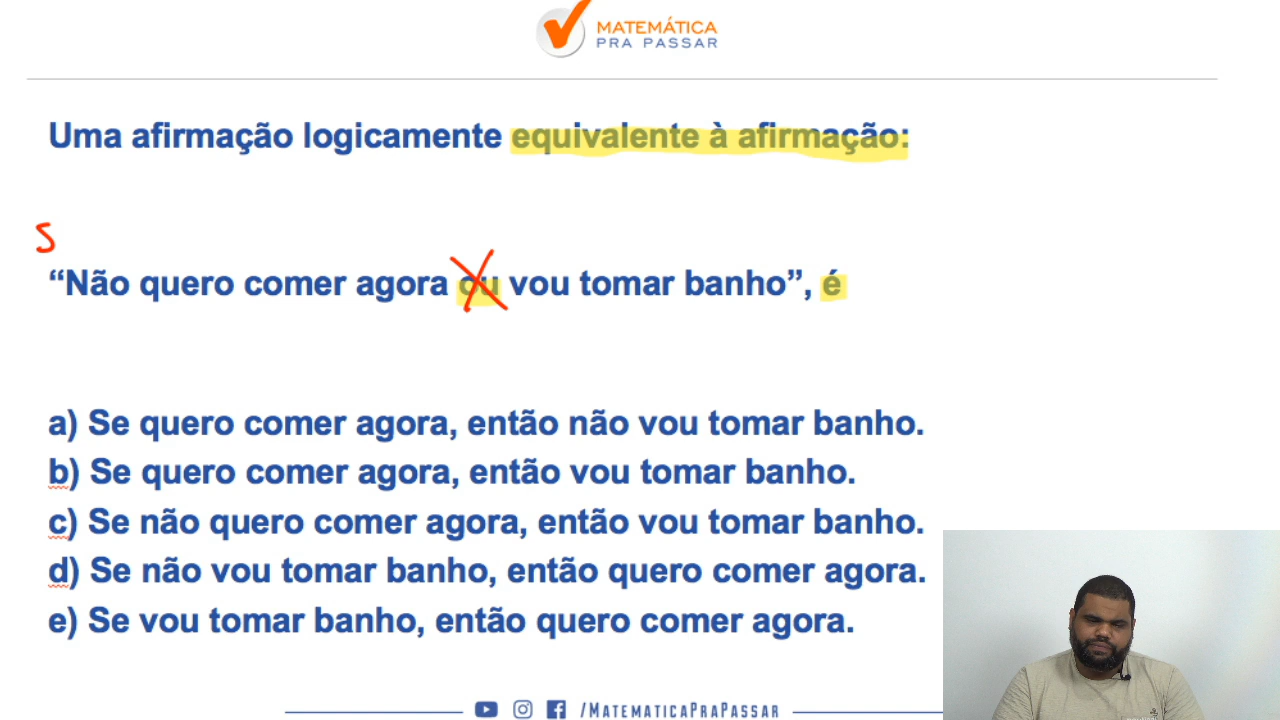 MATEMÁTICA
PRA PASSAR
Uma afirmação logicamente equivalente à afirmação:
S
“Não quero comer agora ou vou tomar banho”, é
a) Se quero comer agora, então não vou tomar banho.
b) Se quero comer agora, então vou tomar banho.
c) Se não quero comer agora, então vou tomar banho.
d) Se não vou tomar banho, então quero comer agora.
e) Se vou tomar banho, então quero comer agora.
/MATEMATICAPRAPASSAR